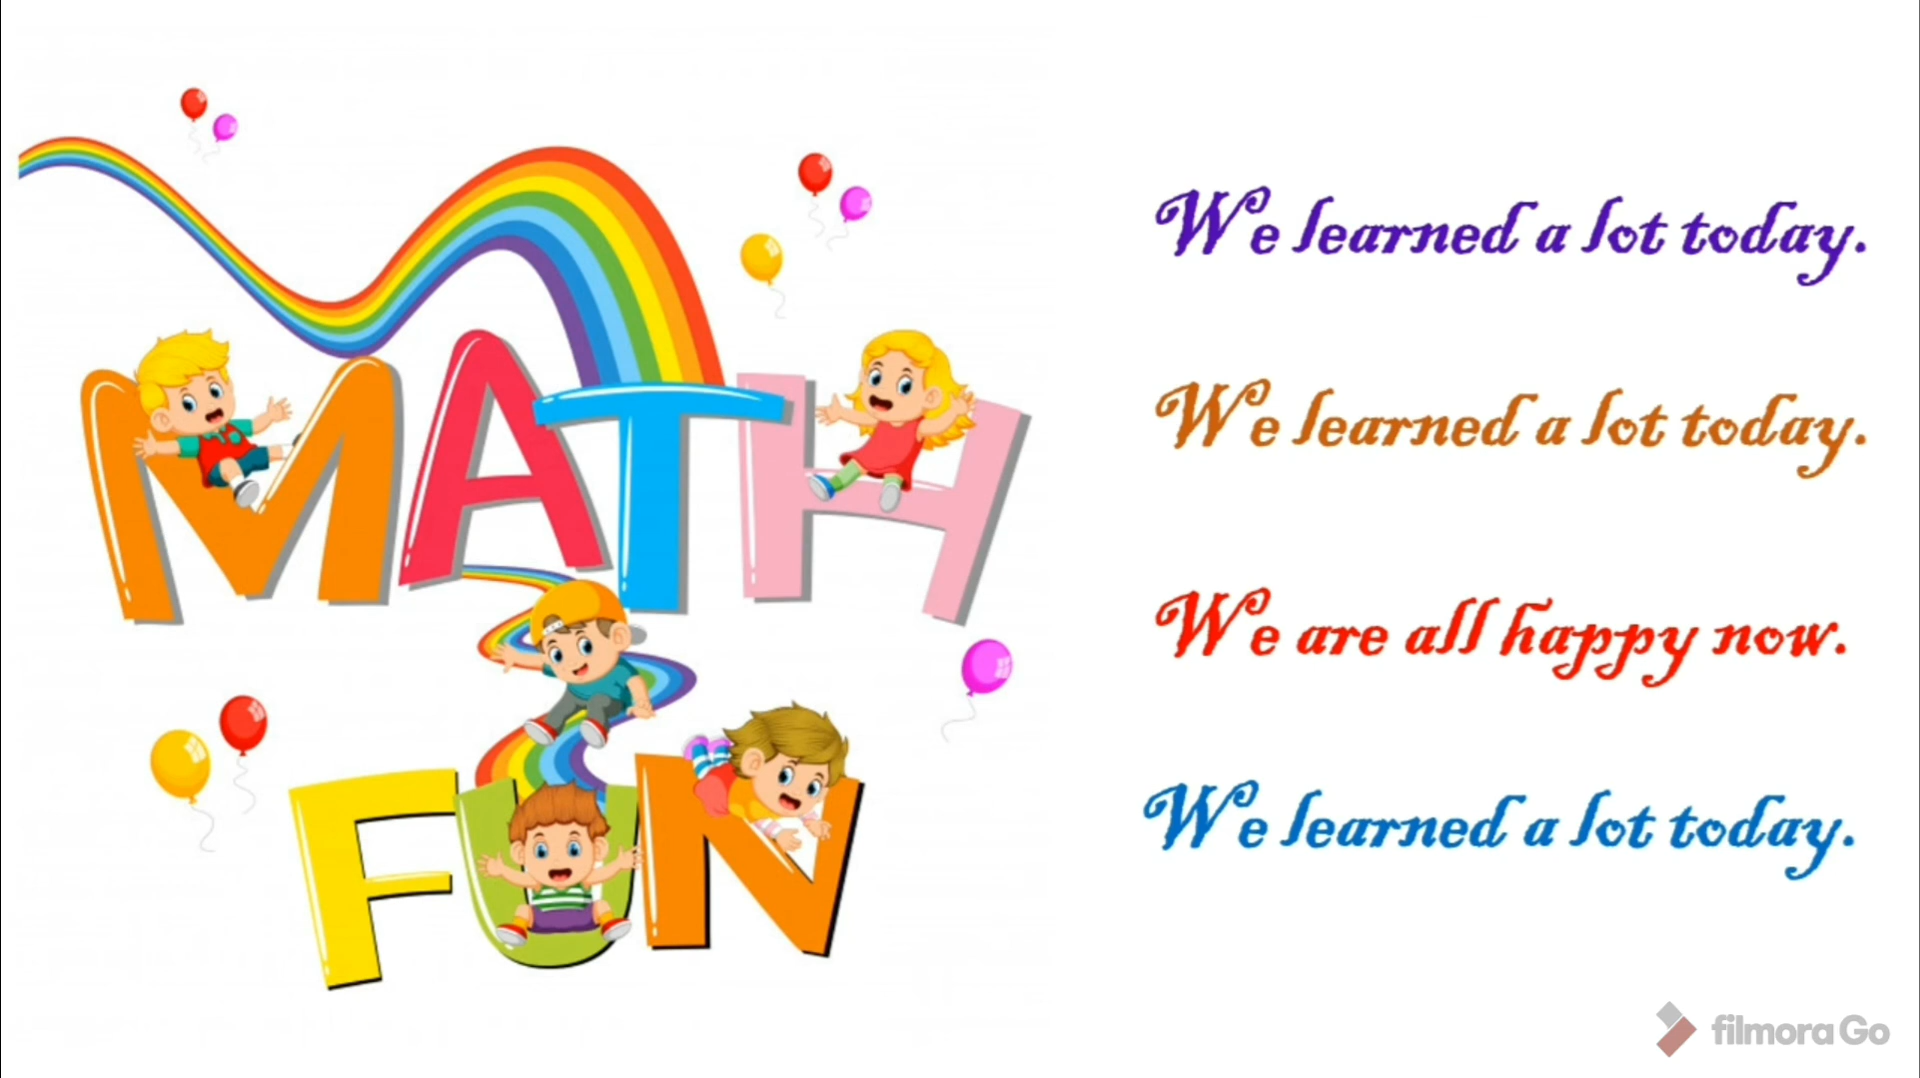 MATH
FUN
We learned a lot today.
We learned a lot today.
We are all happy now.
We learned a lot today.
filmora Go